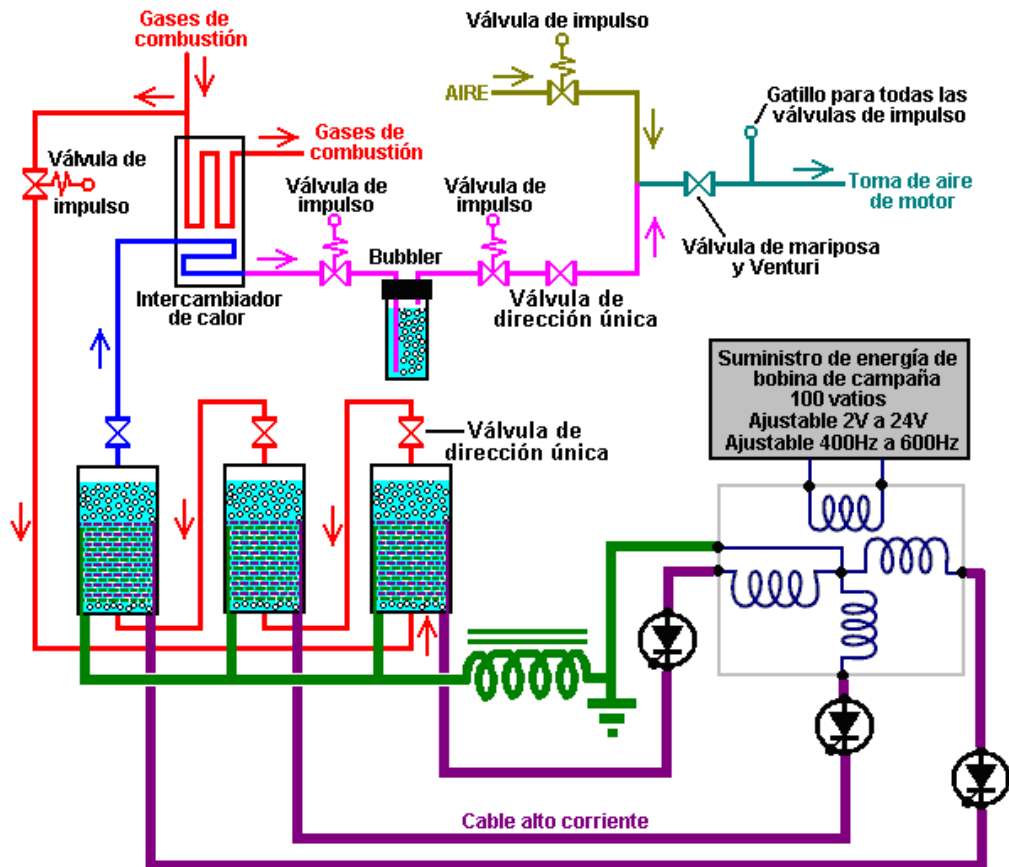 Gases de
combustión
Válvula de impulso
AIRE
Gatillo para todas las
válvulas de impulso
Gases de
combustión
Válvula de
impulso
Válvula de
impulso
Válvula de
impulso
Toma de aire
de motor
Válvula de mariposa
y Venturi
Bubbler
Intercambiador
de calor
Válvula de
dirección única
Suministro de energía de
bobina de campaña
100 vatios
Ajustable 2V a 24V
Ajustable 400Hz a 600Hz
Válvula de
dirección única
Cable alto corriente